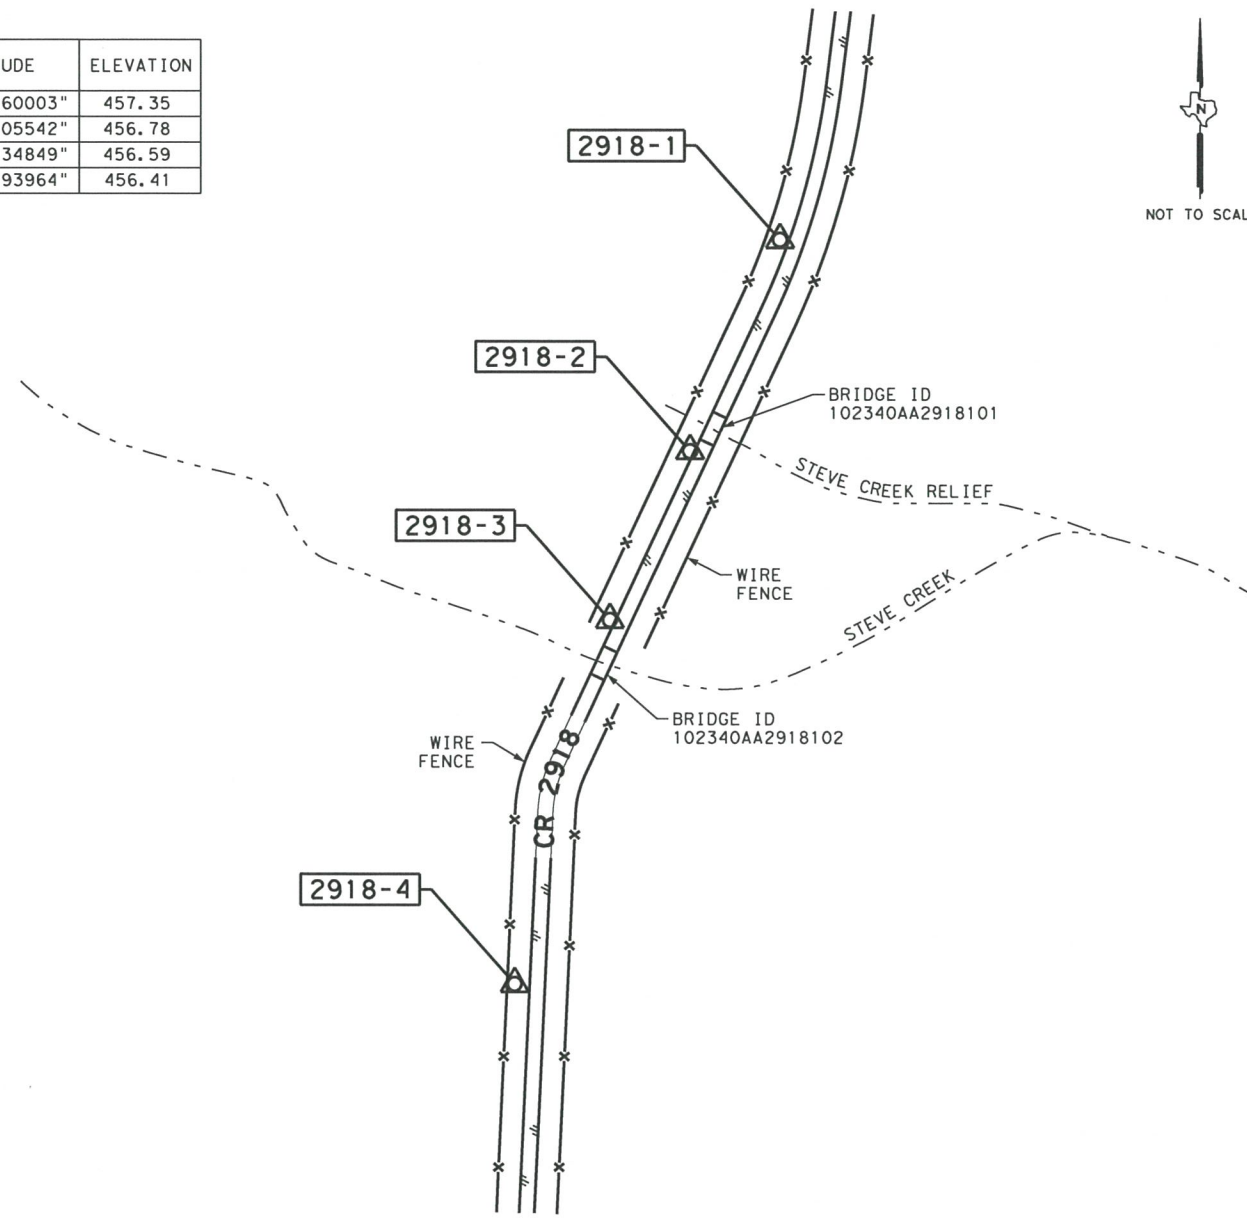 UDE ELEVATION
60003" 457.35
05542" 456.78
34849" 456.59
93964" 456.41
N
NOT TO SCAL
2918-1
2918-2
BRIDGE ID
102340AA2918101
STEVE CREEK RELIEF
2918-3
WIRE
FENCE
STEVE CREEK
BRIDGE ID
102340AA2918102
WIRE
FENCE
CR 2918
2918-4